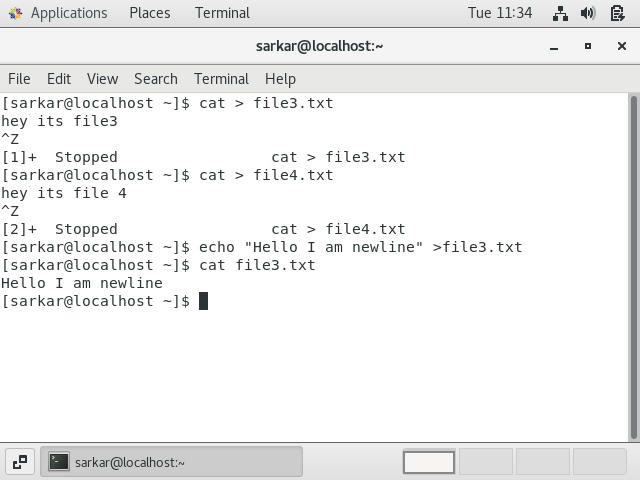 Applications Places Terminal Tue 11:34
sarkar@localhost:~
File Edit View Search Terminal Help
[sarkar@localhost ~]$ cat > file3.txt
hey its file3
^Z
[1]+  Stopped                 cat > file3.txt
[sarkar@localhost ~]$ cat > file4.txt
hey its file 4
^Z
[2]+  Stopped                 cat > file4.txt
[sarkar@localhost ~]$ echo "Hello I am newline" >file3.txt
[sarkar@localhost ~]$ cat file3.txt
Hello I am newline
[sarkar@localhost ~]$
sarkar@localhost:~